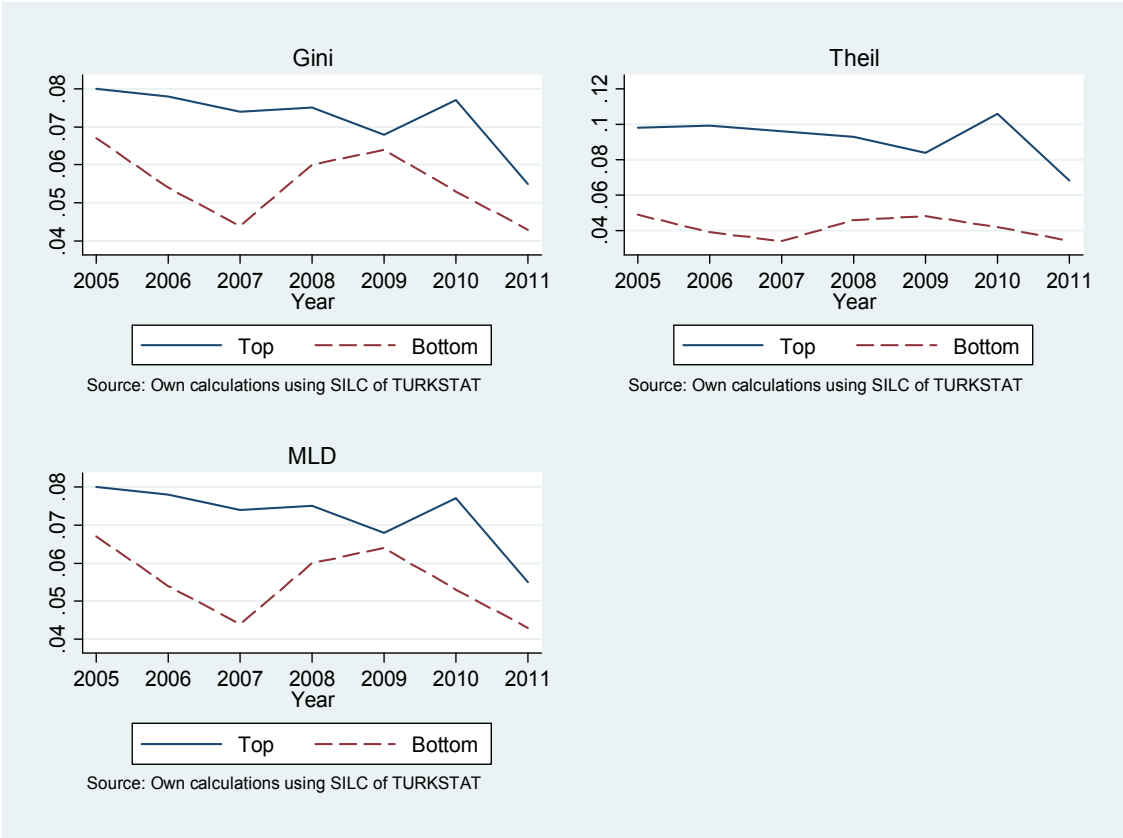 Gini
.08
.07
.06
.05
.04
2005 2006 2007 2008 2009 2010 2011
Year
Top Bottom
Source: Own calculations using SILC of TURKSTAT
Theil
.12
.1
.08
.06
.04
2005 2006 2007 2008 2009 2010 2011
Year
Top Bottom
Source: Own calculations using SILC of TURKSTAT
MLD
.08
.07
.06
.05
.04
2005 2006 2007 2008 2009 2010 2011
Year
Top Bottom
Source: Own calculations using SILC of TURKSTAT